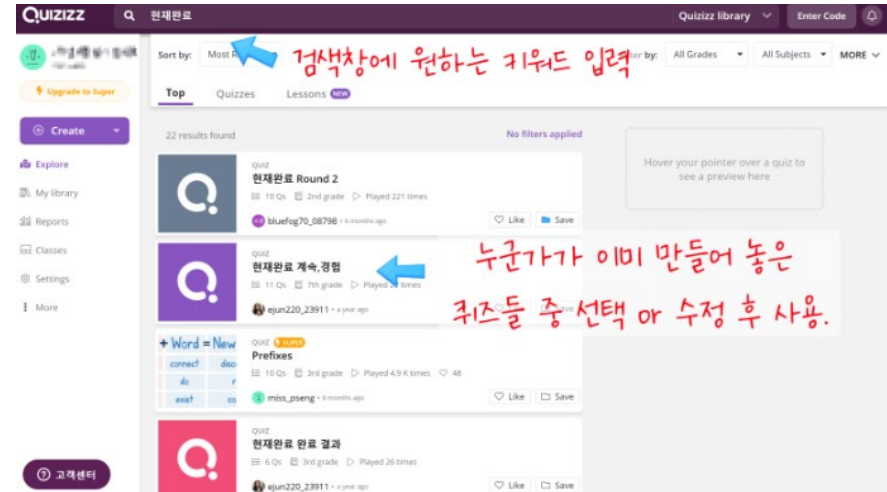 QUIZIZZ 현재완료 Quizizz library Enter Code
Sort by: Most 검색창에 원하는 키워드 입력 by: All Grades All Subjects MORE
Upgrade to Super
Top Quizzes Lessons NEW
Create
22 results found No filters applied
Explore
My library
Reports
Classes
Settings
More
QUIZ
현재완료 Round 2
10 Qs 2nd grade Played 221 times
bluefog70_08798 • 6 months ago Like Save
Hover your pointer over a quiz to
see a preview here
QUIZ
현재완료 계속,경험
11 Qs 7th grade Played times
ejun220_23911 • a year ago
누군가가 이미 만들어 놓은
퀴즈들 중 선택 or 수정 후 사용.
+ Word = New
connect disc
do r
exist co
QUIZ SUPER
Prefixes
10 Qs 3rd grade Played 4.9 K times 48
miss_pseng • 6 months ago Like Save
QUIZ
현재완료 완료 결과
6 Qs 3rd grade Played 26 times
ejun220_23911 • a year ago Like Save
고객센터